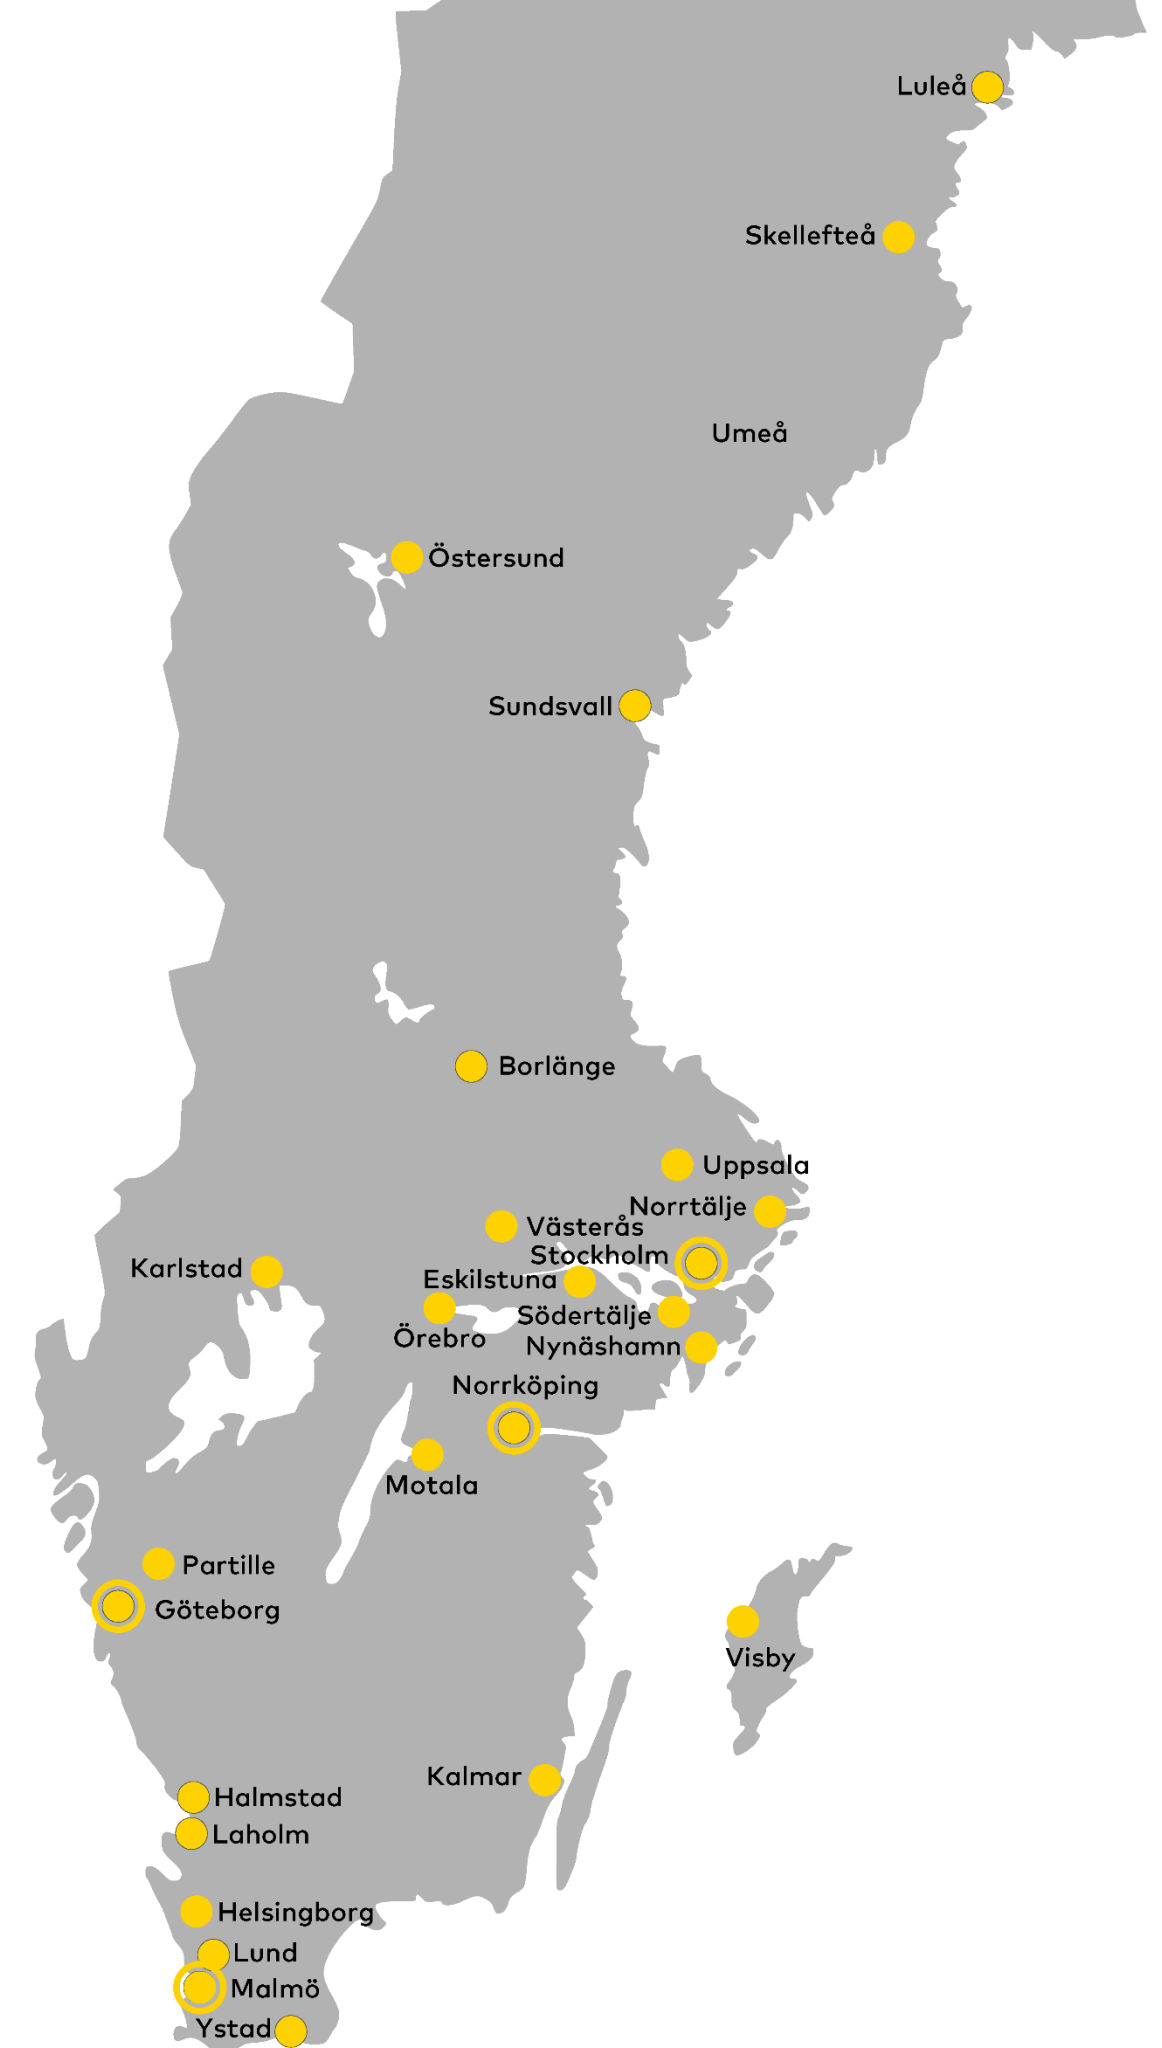 Luleå
Skellefteå
Umeå
Östersund
Sundsvall
Borlänge
Uppsala
Norrtälje
Västerås
Stockholm
Karlstad
Eskilstuna
Södertälje
Örebro
Nynäshamn
Norrköping
Motala
Partille
Göteborg
Visby
Kalmar
Halmstad
Laholm
Helsingborg
Lund
Malmö
Ystad